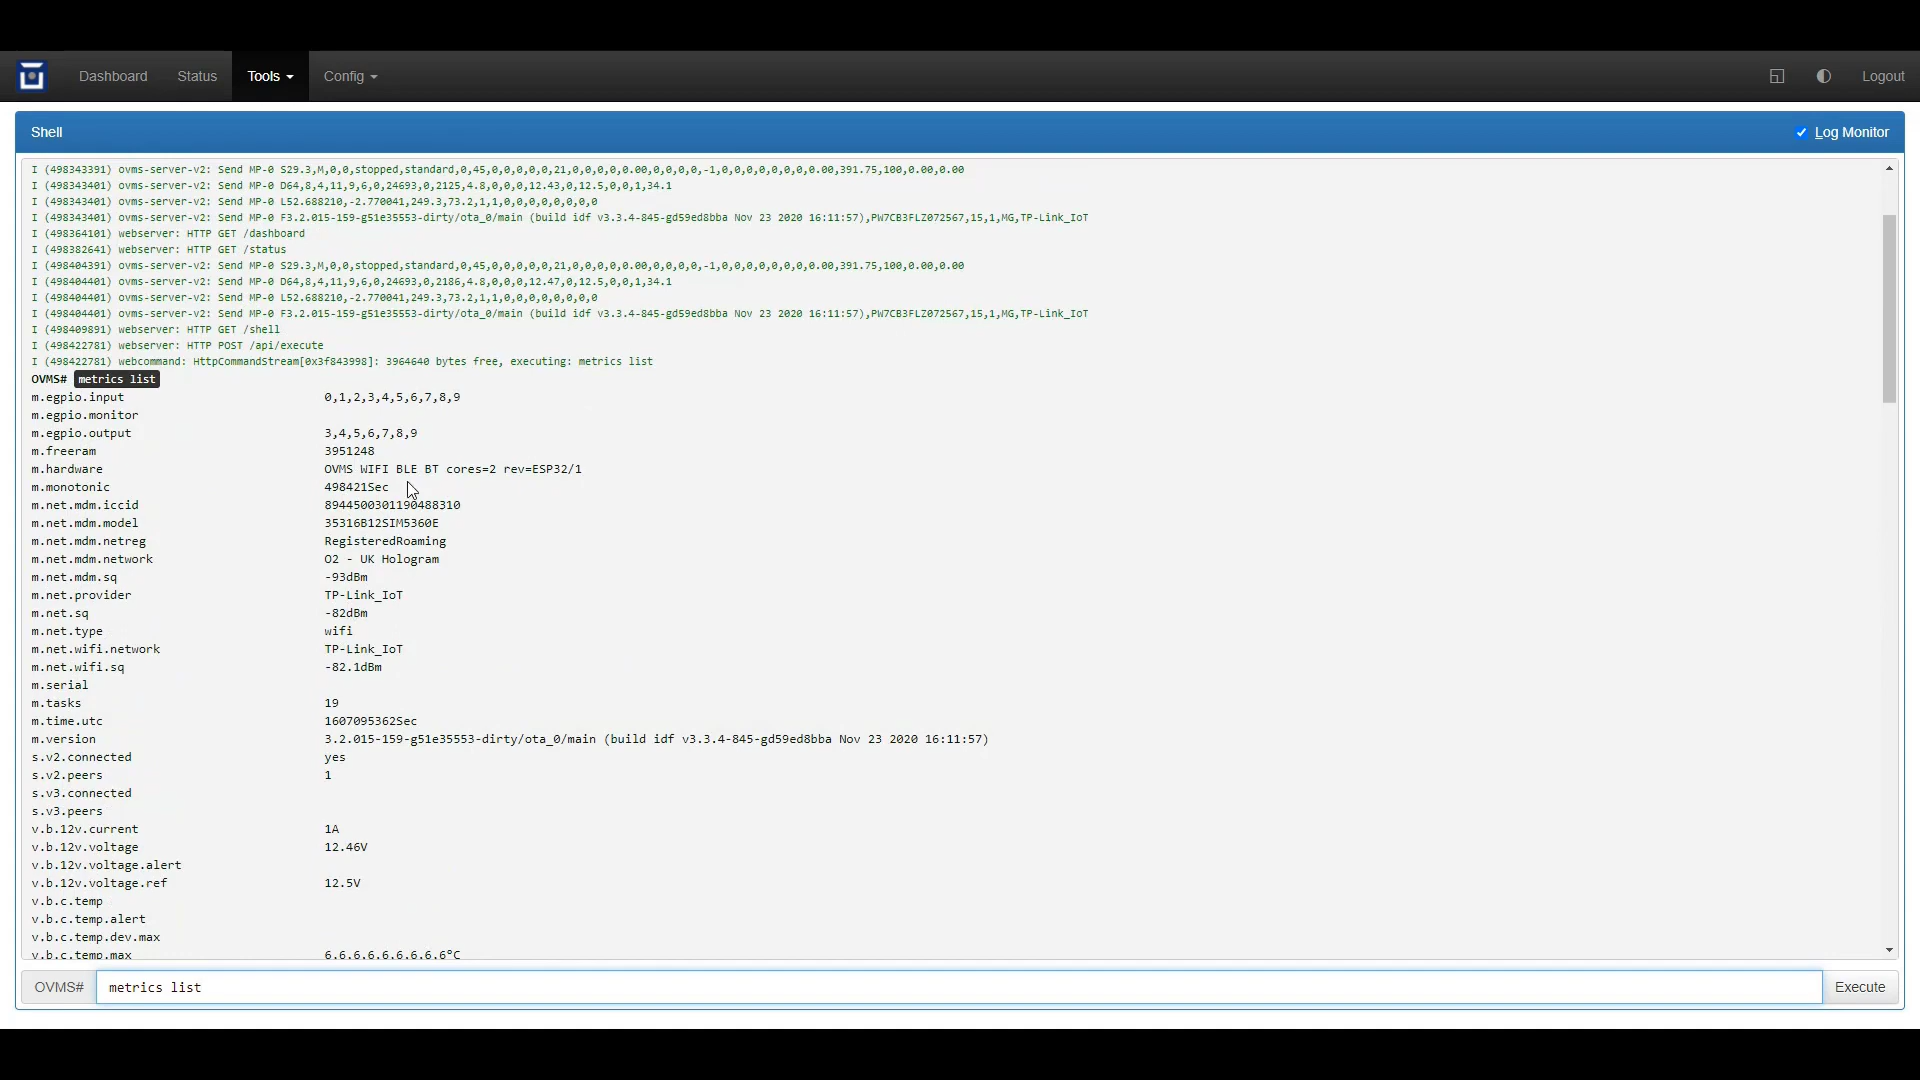 Dashboard Status Tools Config Logout
Shell Log Monitor
I (498343391) ovms-server-v2: Send MP-0 S29.3,M,0,0,stopped,standard,0,45,0,0,0,0,0,21,0,0,0,0,0.00,0,0,0,0,-1,0,0,0,0,0,0,0.00,391.75,100,0.00,0.00
I (498343401) ovms-server-v2: Send MP-0 D64,8,4,11,9,6,0,24693,0,2125,4.8,0,0,0,12.43,0,12.5,0,0,1,34.1
I (498343401) ovms-server-v2: Send MP-0 L52.688210,-2.770041,249.3,73.2,1,1,0,0,0,0,0,0,0,0
I (498343401) ovms-server-v2: Send MP-0 F3.2.015-159-g51e35553-dirty/ota_0/main (build idf v3.3.4-845-gd59ed8bba Nov 23 2020 16:11:57),PW7CB3FLZ072567,15,1,MG,TP-Link_IoT
I (498364101) webserver: HTTP GET /dashboard
I (498382641) webserver: HTTP GET /status
I (498404391) ovms-server-v2: Send MP-0 S29.3,M,0,0,stopped,standard,0,45,0,0,0,0,0,21,0,0,0,0,0.00,0,0,0,0,-1,0,0,0,0,0,0,0.00,391.75,100,0.00,0.00
I (498404401) ovms-server-v2: Send MP-0 D64,8,4,11,9,6,0,24693,0,2186,4.8,0,0,0,12.47,0,12.5,0,0,1,34.1
I (498404401) ovms-server-v2: Send MP-0 L52.688210,-2.770041,249.3,73.2,1,1,0,0,0,0,0,0,0,0
I (498404401) ovms-server-v2: Send MP-0 F3.2.015-159-g51e35553-dirty/ota_0/main (build idf v3.3.4-845-gd59ed8bba Nov 23 2020 16:11:57),PW7CB3FLZ072567,15,1,MG,TP-Link_IoT
I (498409891) webserver: HTTP GET /shell
I (498422781) webserver: HTTP POST /api/execute
I (498422781) webcommand: HttpCommandStream[0x3f843998]: 3964640 bytes free, executing: metrics list
OVMS# metrics list
m.egpio.input 0,1,2,3,4,5,6,7,8,9
m.egpio.monitor
m.egpio.output 3,4,5,6,7,8,9
m.freeram 3951248
m.hardware OVMS WIFI BLE BT cores=2 rev=ESP32/1
m.monotonic 498421Sec
m.net.mdm.iccid 8944500301190488310
m.net.mdm.model 35316B12SIM5360E
m.net.mdm.netreg RegisteredRoaming
m.net.mdm.network O2 - UK Hologram
m.net.mdm.sq -93dBm
m.net.provider TP-Link_IoT
m.net.sq -82dBm
m.net.type wifi
m.net.wifi.network TP-Link_IoT
m.net.wifi.sq -82.1dBm
m.serial
m.tasks 19
m.time.utc 1607095362Sec
m.version 3.2.015-159-g51e35553-dirty/ota_0/main (build idf v3.3.4-845-gd59ed8bba Nov 23 2020 16:11:57)
s.v2.connected yes
s.v2.peers 1
s.v3.connected
s.v3.peers
v.b.12v.current 1A
v.b.12v.voltage 12.46V
v.b.12v.voltage.alert
v.b.12v.voltage.ref 12.5V
v.b.c.temp
v.b.c.temp.alert
v.b.c.temp.dev.max
v.b.c.temp.max 6,6,6,6,6,6,6,6,6°C
OVMS# metrics list Execute